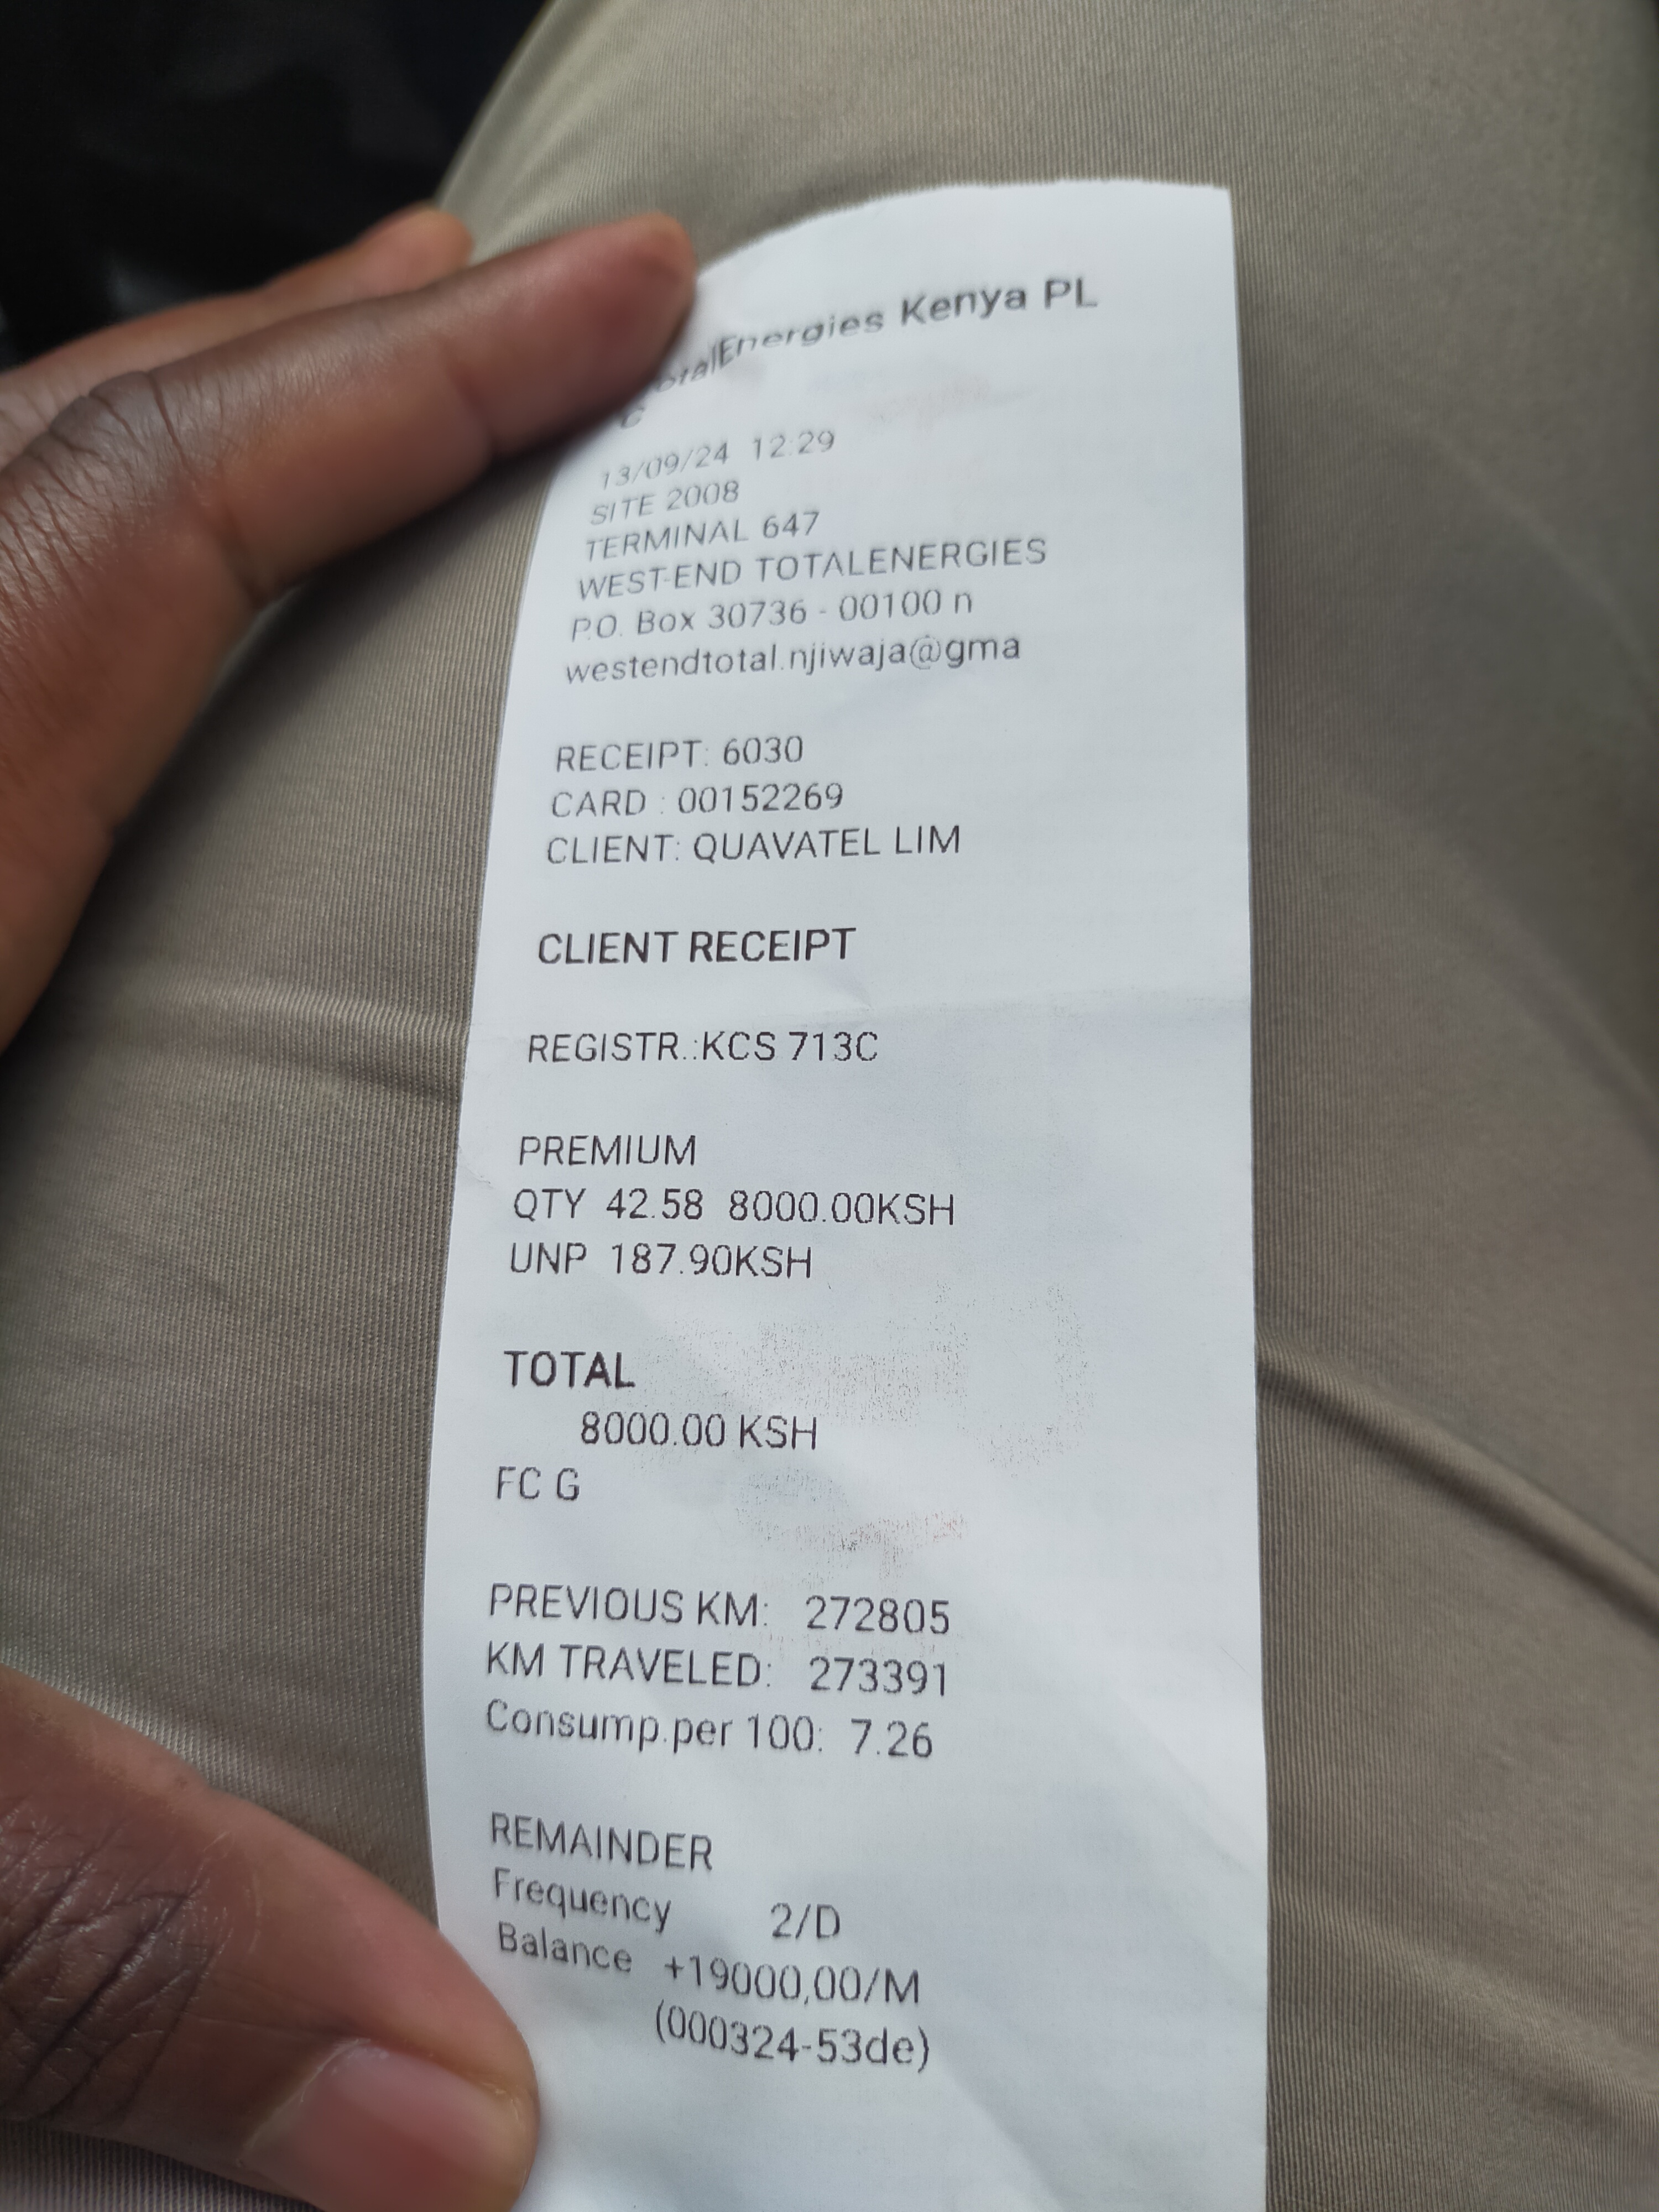 otalEnergies Kenya PL
C
13/09/24 12:29
SITE 2008
TERMINAL 647
WEST-END TOTALENERGIES
P.O. Box 30736 - 00100 n
westendtotal.njiwaja@gma
RECEIPT: 6030
CARD : 00152269
CLIENT: QUAVATEL LIM
CLIENT RECEIPT
REGISTR.:KCS 713C
PREMIUM
QTY 42.58 8000.00KSH
UNP 187.90KSH
TOTAL
8000.00 KSH
FC G
PREVIOUS KM: 272805
KM TRAVELED: 273391
Consump.per 100: 7.26
REMAINDER
Frequency 2/D
Balance +19000,00/M
(000324-53de)